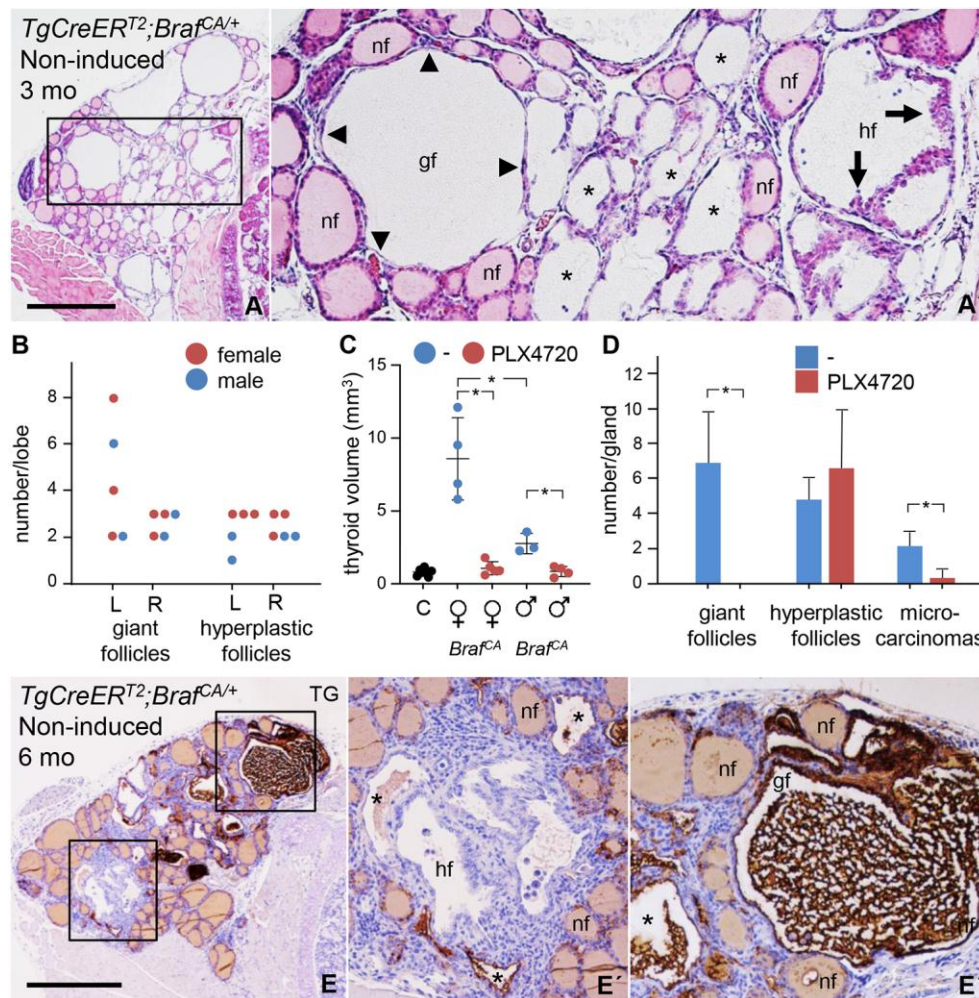 TgCreER^T2;Braf^CA/+
Non-induced
3 mo
A
nf
*
nf
gf
hf
*
*
nf
*
nf
nf
*
A´
B
female
male
number/lobe
8
6
4
2
0
L R L R
giant
follicles
hyperplastic
follicles
C
- PLX4720
thyroid volume (mm³)
15
10
5
0
*
*
*
C ♀ ♀ ♂ ♂
Braf^CA Braf^CA
D
-
PLX4720
number/gland
12
10
8
6
4
2
0
*
*
giant
follicles
hyperplastic
follicles
micro-
carcinomas
TgCreER^T2;Braf^CA/+
Non-induced
6 mo
TG
E
nf
*
*
hf
nf
*
E´
nf
nf
gf
*
nf
nf
E